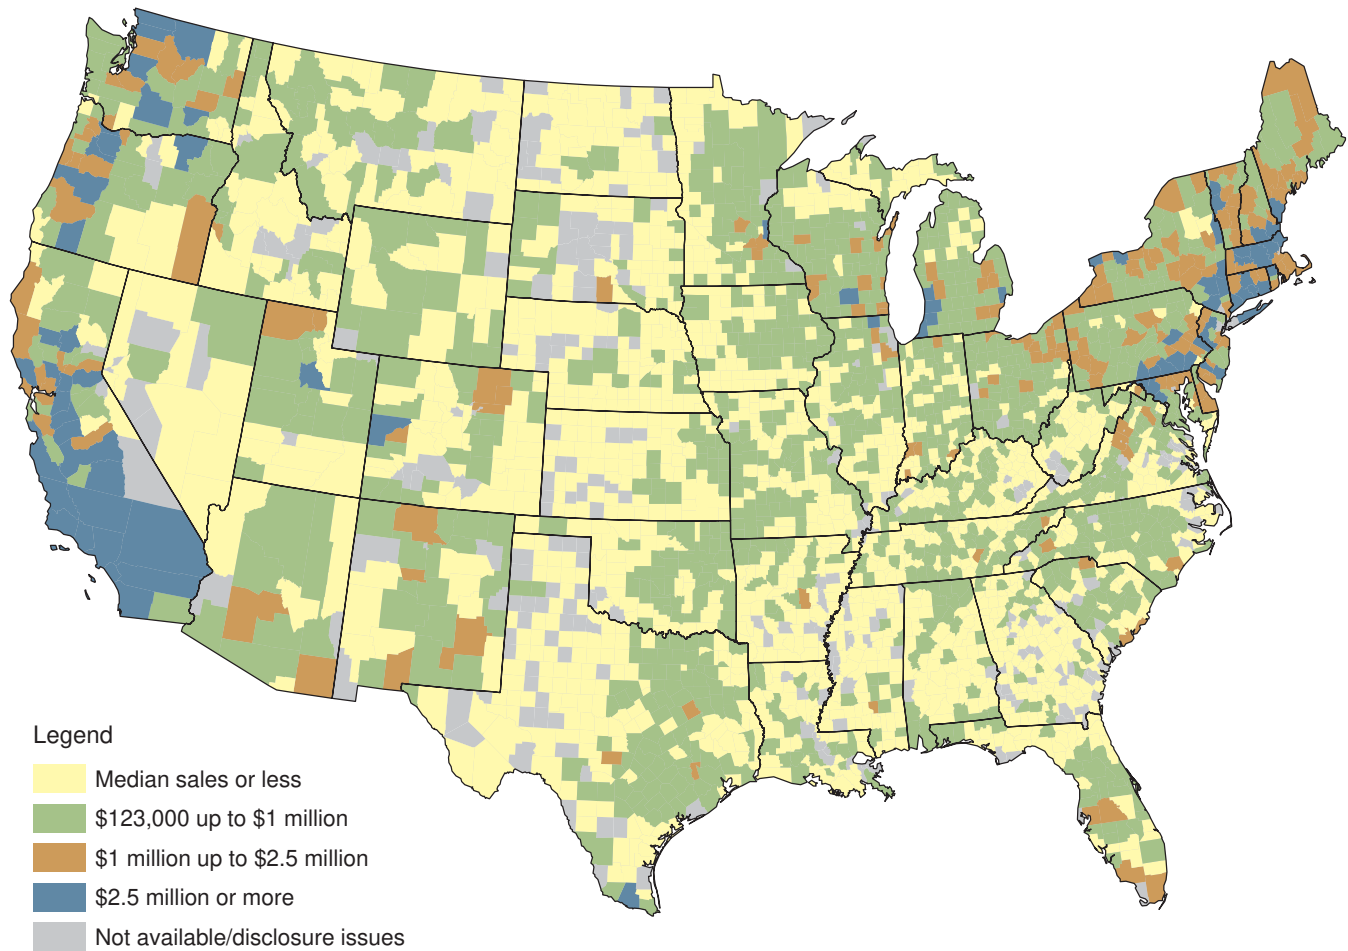 Legend
Median sales or less
$123,000 up to $1 million
$1 million up to $2.5 million
$2.5 million or more
Not available/disclosure issues